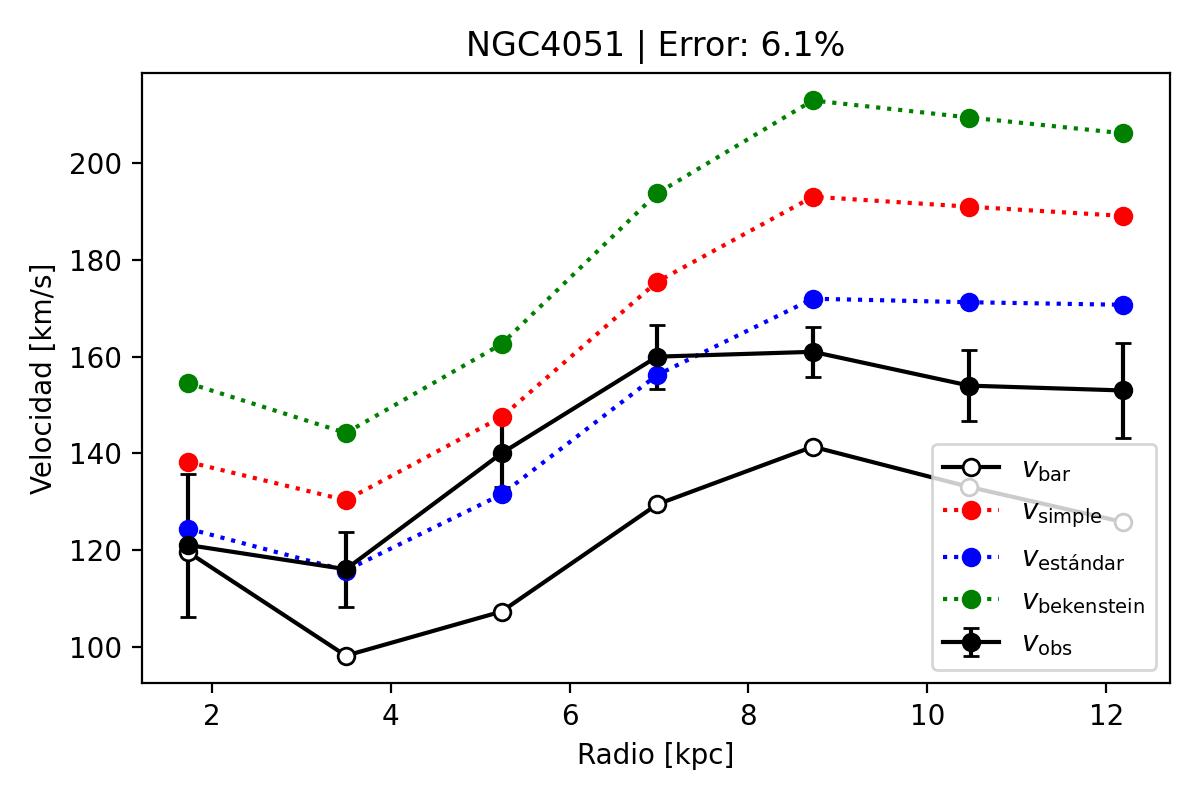 NGC4051 | Error: 6.1%
Velocidad [km/s]
200
180
160
140
120
100
v_bar
v_simple
v_estándar
v_bekenstein
v_obs
2 4 6 8 10 12
Radio [kpc]